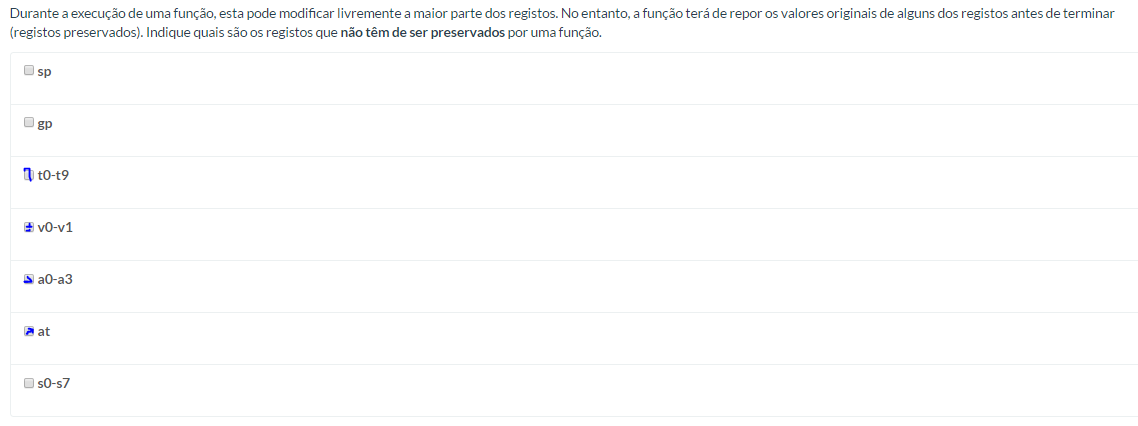 Durante a execução de uma função, esta pode modificar livremente a maior parte dos registos. No entanto, a função terá de repor os valores originais de alguns dos registos antes de terminar
(registos preservados). Indique quais são os registos que não têm de ser preservados por uma função.
sp
gp
t0-t9
v0-v1
a0-a3
at
s0-s7